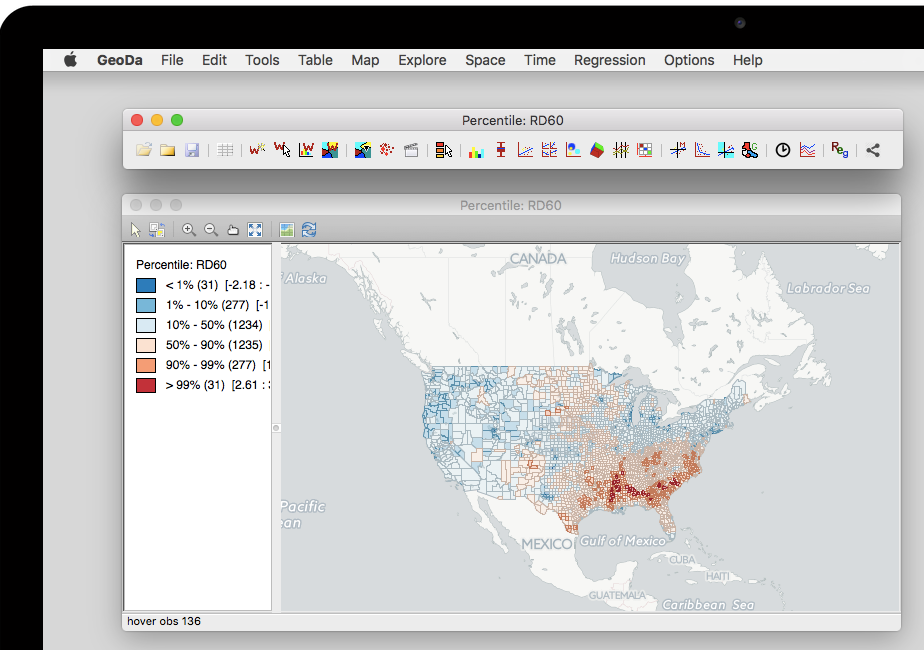 GeoDa File Edit Tools Table Map Explore Space Time Regression Options Help
Percentile: RD60
Reg
Percentile: RD60
Percentile: RD60
< 1% (31) [-2.18 : -
1% - 10% (277) [-1
10% - 50% (1234)
50% - 90% (1235)
90% - 99% (277) [1
> 99% (31) [2.61 :
CANADA
Hudson Bay
Alaska
Labrador Sea
Pacific
ean
MEXICO
Gulf of Mexico
CUBA
HAITI
GUATEMALA
Caribbean Sea
hover obs 136